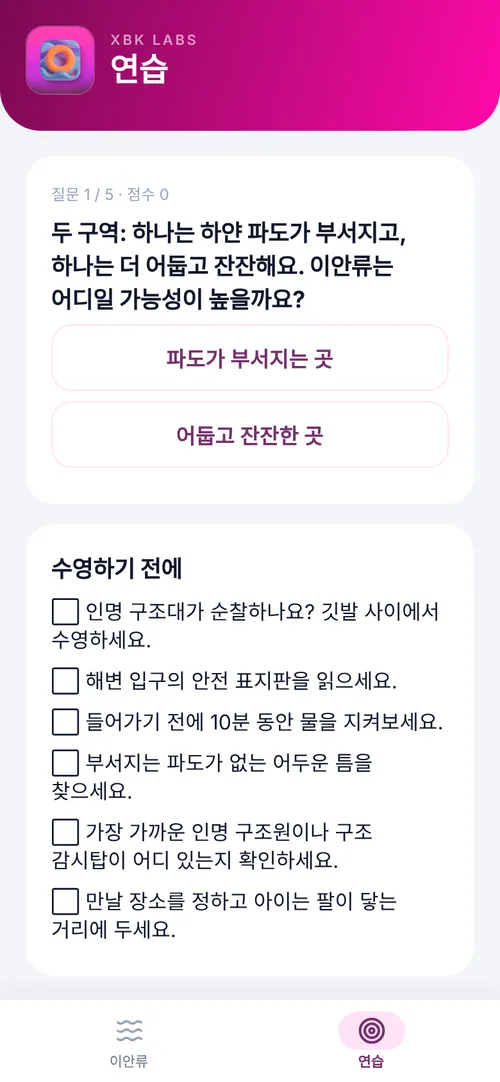 XBK LABS
연습
질문 1 / 5 · 점수 0
두 구역: 하나는 하얀 파도가 부서지고,
하나는 더 어둡고 잔잔해요. 이안류는
어디일 가능성이 높을까요?
파도가 부서지는 곳
어둡고 잔잔한 곳
수영하기 전에
인명 구조대가 순찰하나요? 깃발 사이에서
수영하세요.
해변 입구의 안전 표지판을 읽으세요.
들어가기 전에 10분 동안 물을 지켜보세요.
부서지는 파도가 없는 어두운 틈을
찾으세요.
가장 가까운 인명 구조원이나 구조
감시탑이 어디 있는지 확인하세요.
만날 장소를 정하고 아이는 팔이 닿는
거리에 두세요.
이안류
연습